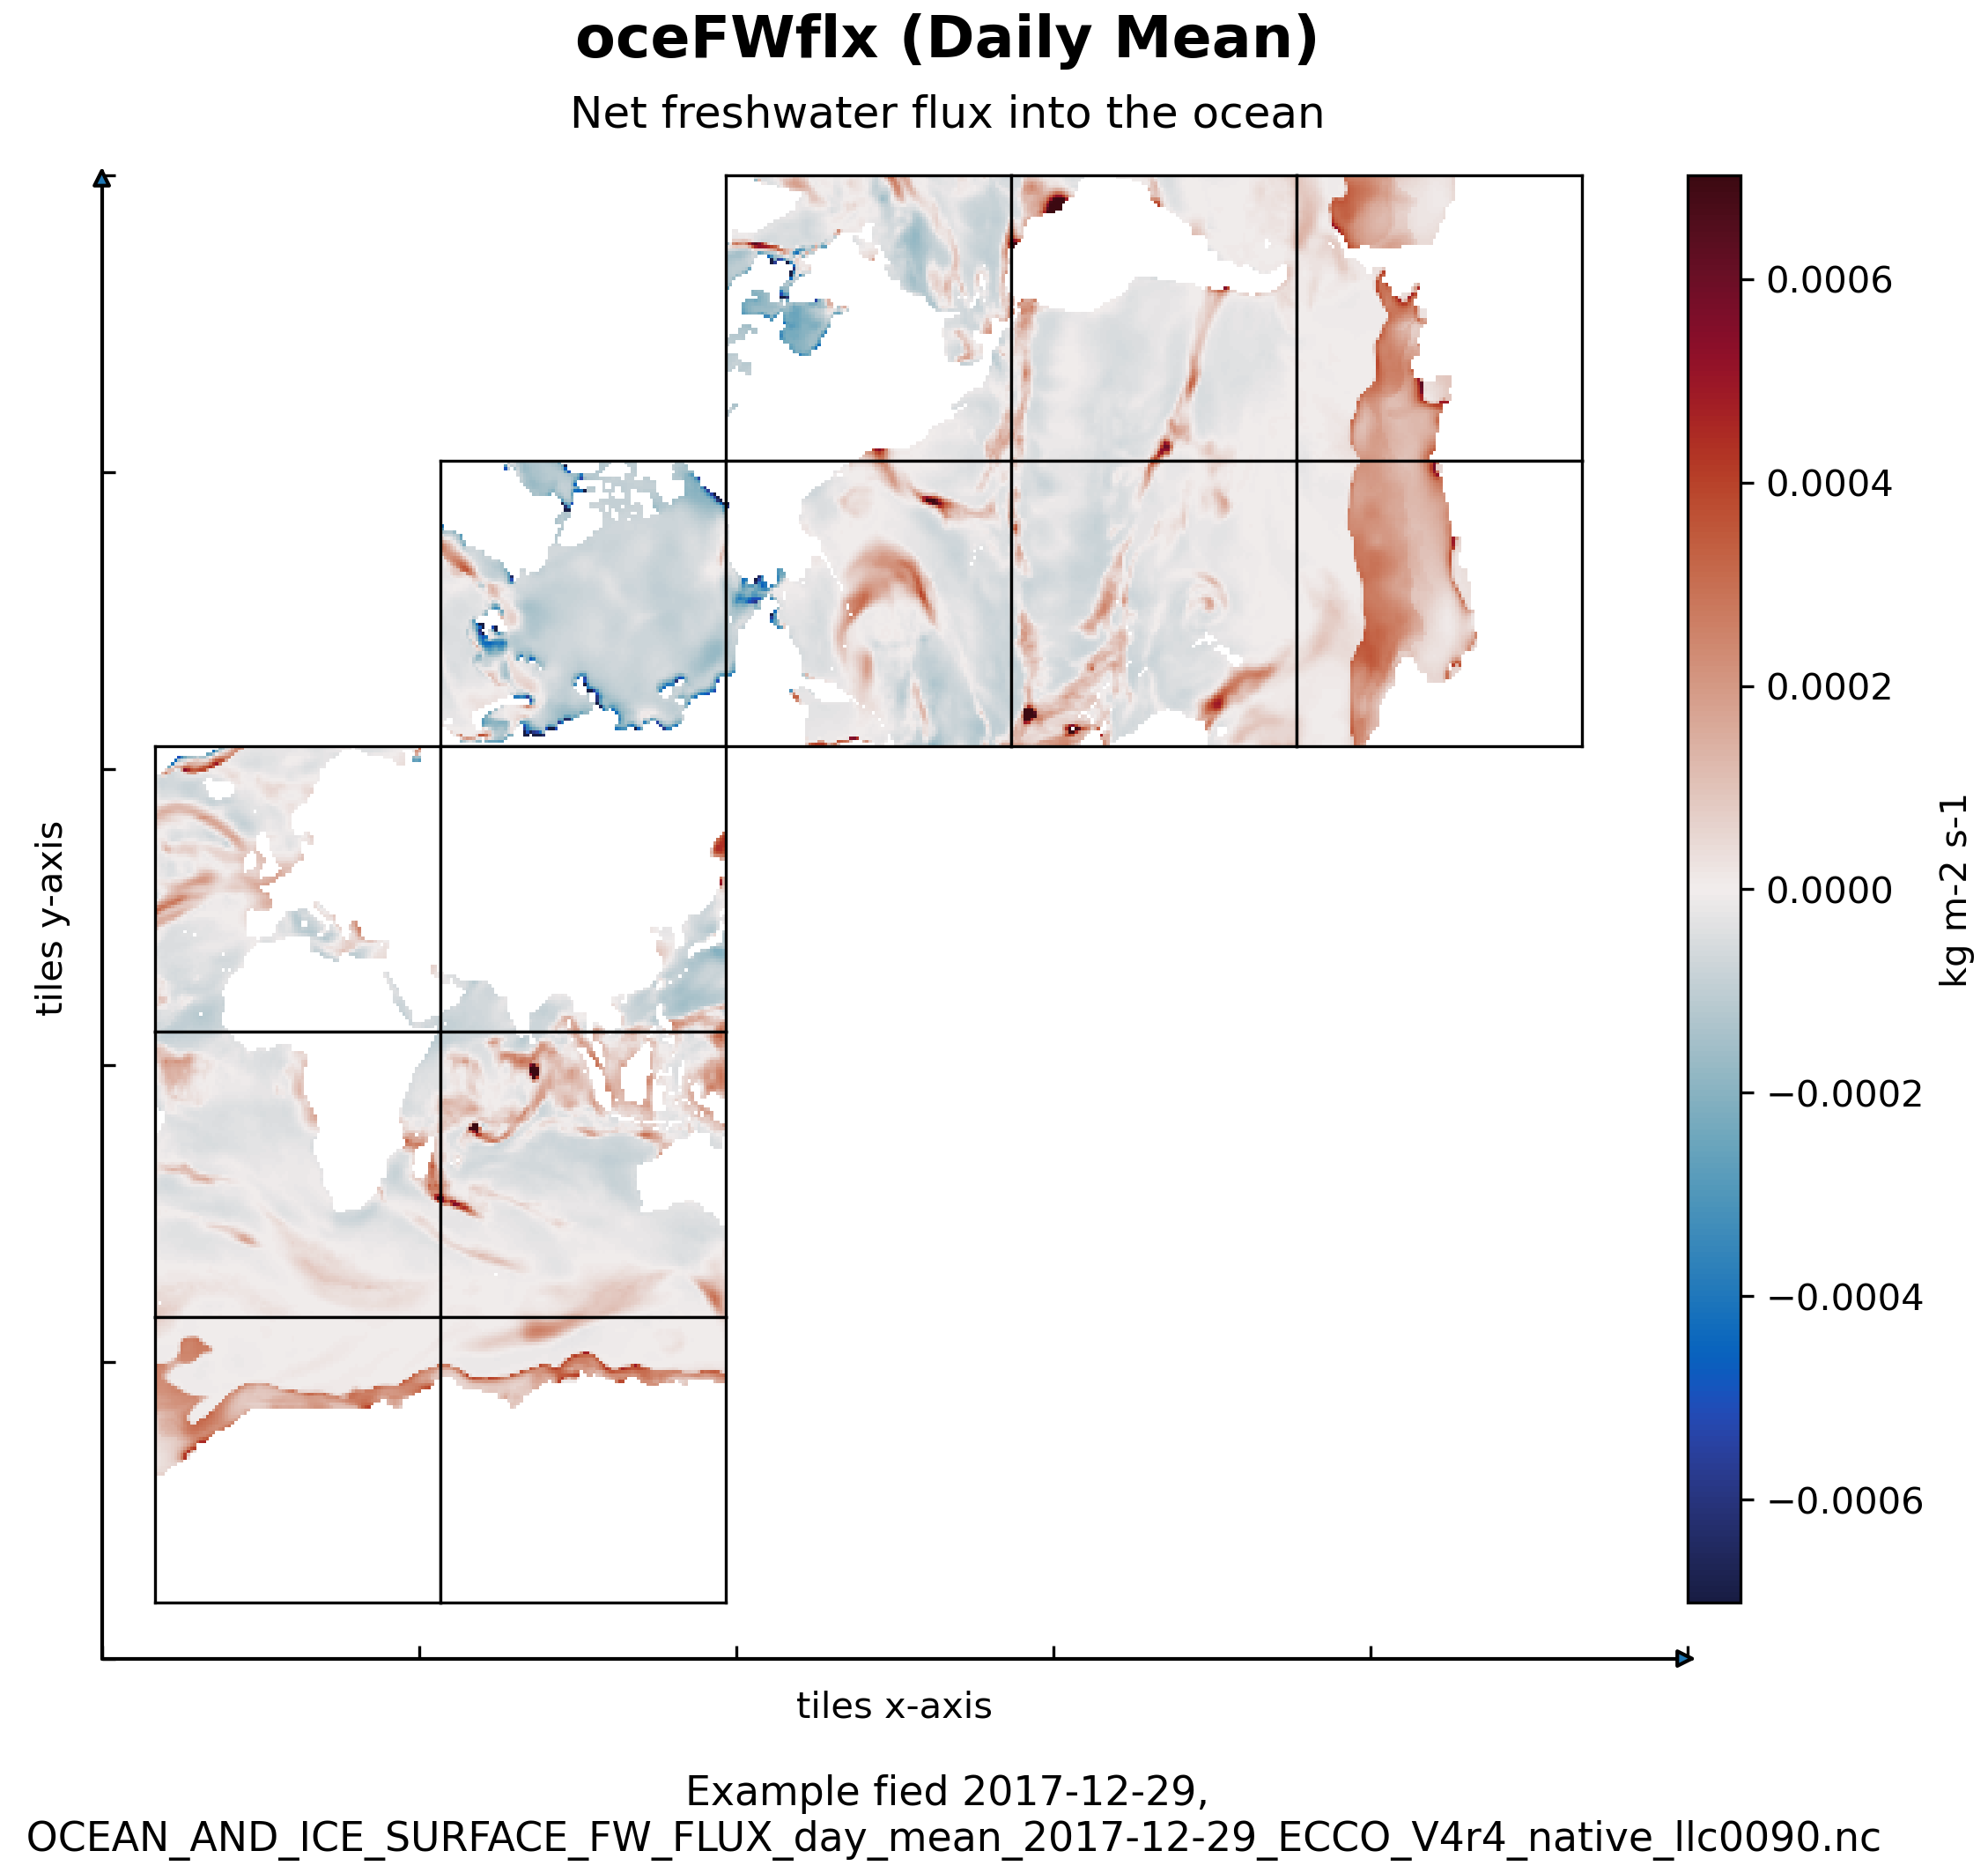 oceFWflx (Daily Mean)
Net freshwater flux into the ocean
0.0006
0.0004
0.0002
0.0000
−0.0002
−0.0004
−0.0006
kg m-2 s-1
tiles y-axis
tiles x-axis
Example fied 2017-12-29,
OCEAN_AND_ICE_SURFACE_FW_FLUX_day_mean_2017-12-29_ECCO_V4r4_native_llc0090.nc